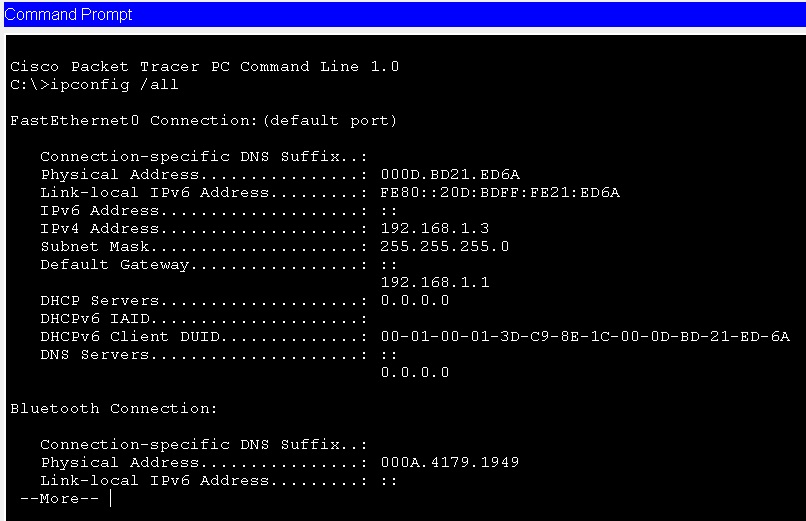 Command Prompt
Cisco Packet Tracer PC Command Line 1.0
C:\>ipconfig /all
FastEthernet0 Connection:(default port)
Connection-specific DNS Suffix..:
Physical Address................: 000D.BD21.ED6A
Link-local IPv6 Address.........: FE80::20D:BDFF:FE21:ED6A
IPv6 Address....................: ::
IPv4 Address....................: 192.168.1.3
Subnet Mask.....................: 255.255.255.0
Default Gateway.................: ::
192.168.1.1
DHCP Servers....................: 0.0.0.0
DHCPv6 IAID.....................:
DHCPv6 Client DUID..............: 00-01-00-01-3D-C9-8E-1C-00-0D-BD-21-ED-6A
DNS Servers.....................: ::
0.0.0.0
Bluetooth Connection:
Connection-specific DNS Suffix..:
Physical Address................: 000A.4179.1949
Link-local IPv6 Address.........: ::
--More--